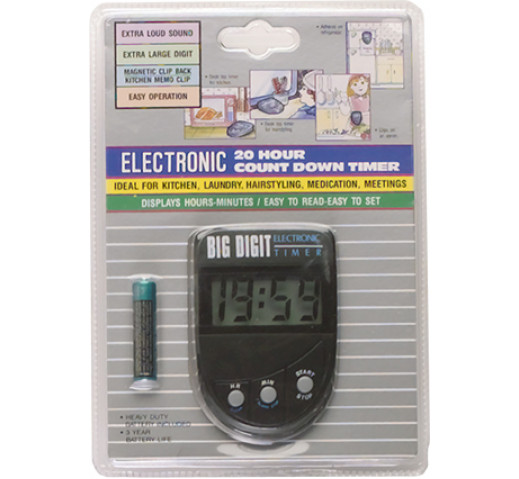 EXTRA LOUD SOUND
EXTRA LARGE DIGIT
MAGNETIC CLIP BACK
KITCHEN MEMO CLIP
EASY OPERATION
ELECTRONIC 20 HOUR
COUNT DOWN TIMER
IDEAL FOR KITCHEN, LAUNDRY, HAIRSTYLING, MEDICATION, MEETINGS
DISPLAYS HOURS-MINUTES / EASY TO READ-EASY TO SET
BIG DIGIT ELECTRONIC
TIMER
HR
MIN
START
STOP
• HEAVY DUTY
BATTERY INCLUDED
• 3 YEAR
BATTERY LIFE